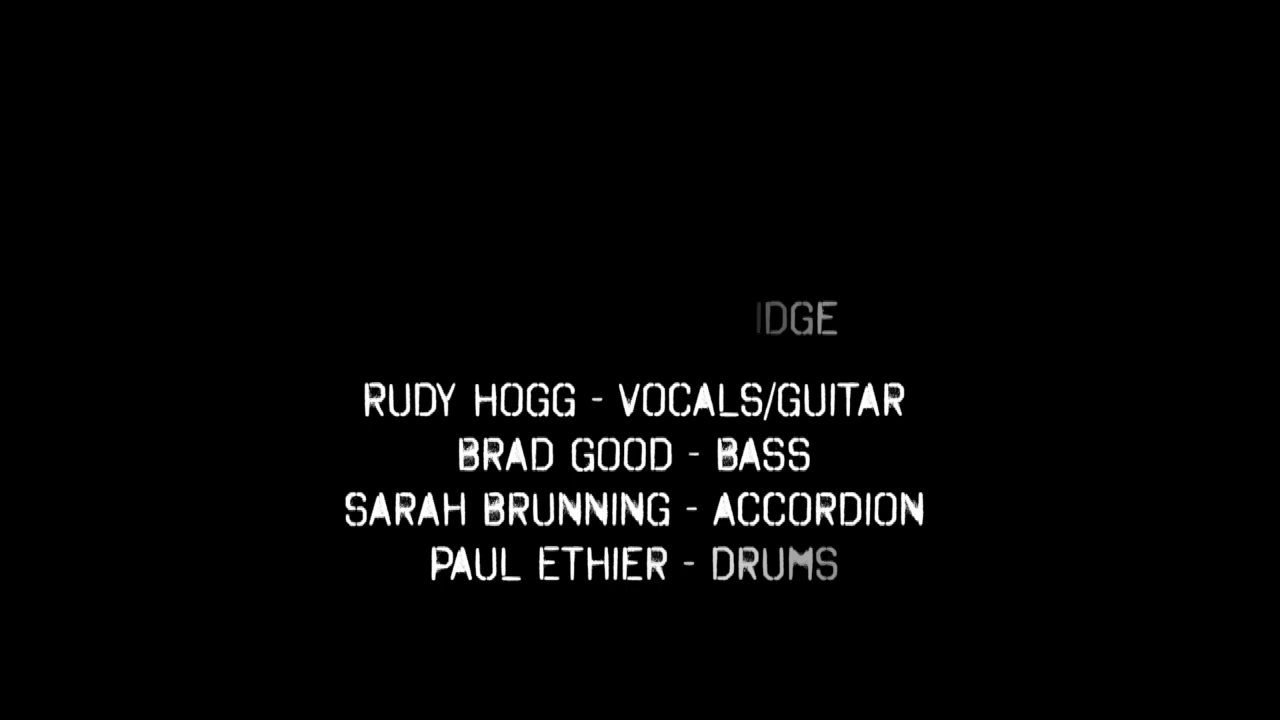 IDGE
RUDY HOGG - VOCALS/GUITAR
BRAD GOOD - BASS
SARAH BRUNNING - ACCORDION
PAUL ETHIER - DRUMS